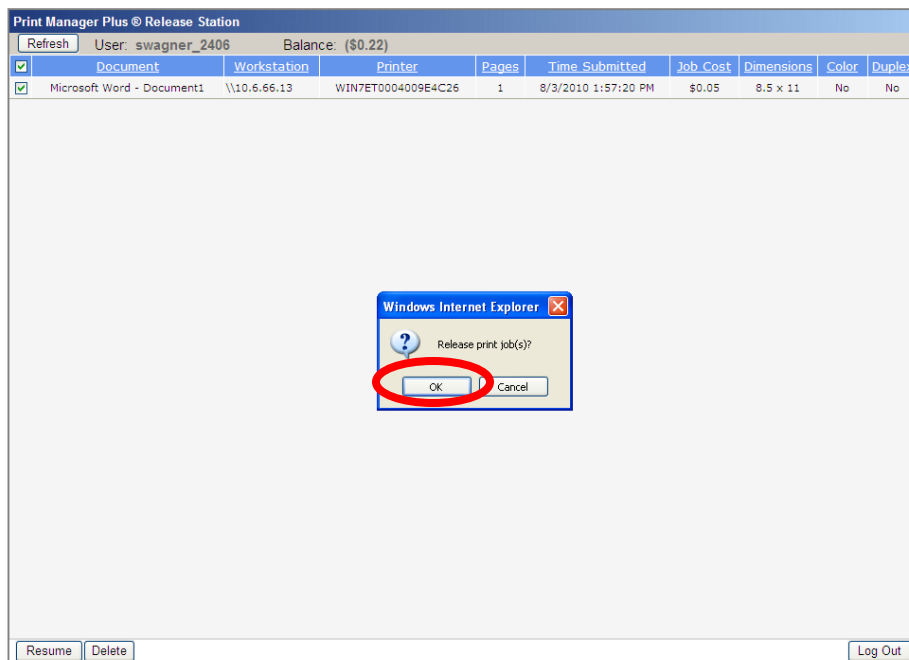 Print Manager Plus ® Release Station
Refresh User: swagner_2406 Balance: ($0.22)
Document Workstation Printer Pages Time Submitted Job Cost Dimensions Color Duplex
Microsoft Word - Document1 \\10.6.66.13 WIN7ET0004009E4C26 1 8/3/2010 1:57:20 PM $0.05 8.5 x 11 No No
Windows Internet Explorer
Release print job(s)?
OK Cancel
Resume Delete Log Out